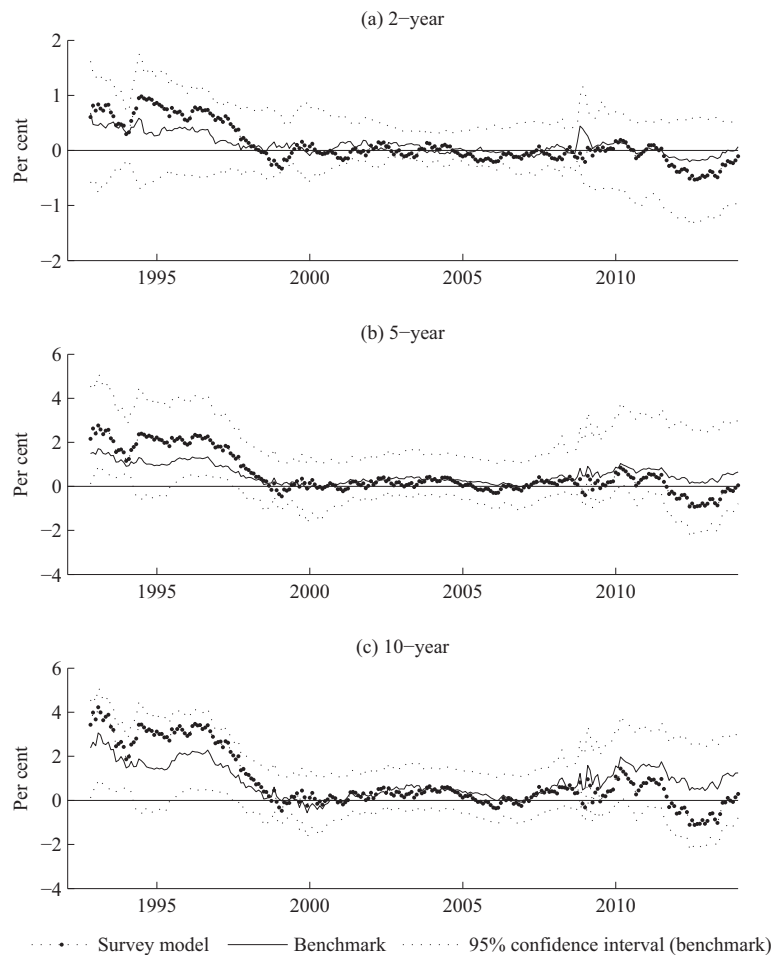 (a) 2−year
2
1
0
−1
−2
Per cent
1995 2000 2005 2010
(b) 5−year
6
4
2
0
−2
−4
Per cent
1995 2000 2005 2010
(c) 10−year
6
4
2
0
−2
−4
Per cent
1995 2000 2005 2010
Survey model Benchmark 95% confidence interval (benchmark)